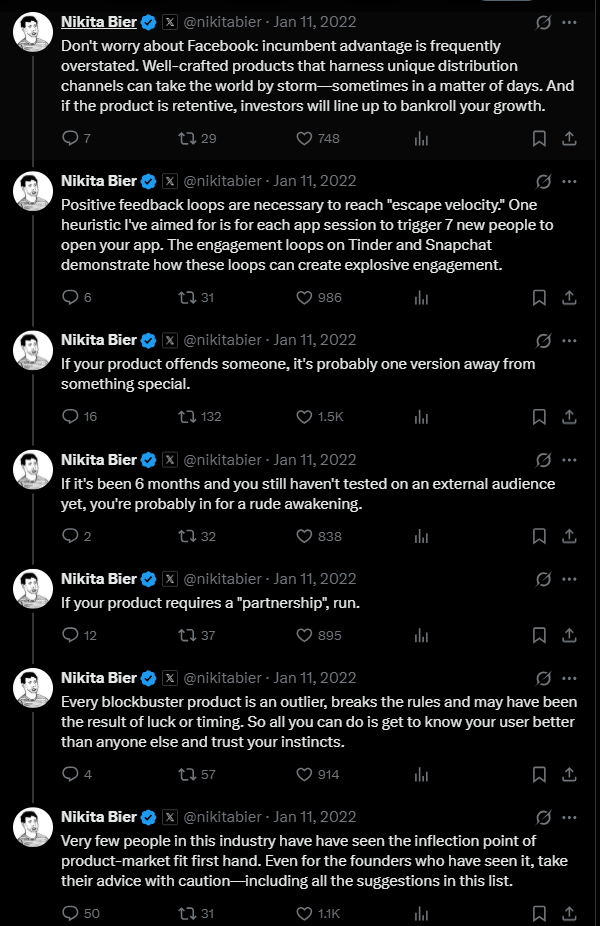 Nikita Bier @nikitabier · Jan 11, 2022
Don't worry about Facebook: incumbent advantage is frequently
overstated. Well-crafted products that harness unique distribution
channels can take the world by storm—sometimes in a matter of days. And
if the product is retentive, investors will line up to bankroll your growth.
7 29 748
Nikita Bier @nikitabier · Jan 11, 2022
Positive feedback loops are necessary to reach "escape velocity." One
heuristic I've aimed for is for each app session to trigger 7 new people to
open your app. The engagement loops on Tinder and Snapchat
demonstrate how these loops can create explosive engagement.
6 31 986
Nikita Bier @nikitabier · Jan 11, 2022
If your product offends someone, it's probably one version away from
something special.
16 132 1.5K
Nikita Bier @nikitabier · Jan 11, 2022
If it's been 6 months and you still haven't tested on an external audience
yet, you're probably in for a rude awakening.
2 32 838
Nikita Bier @nikitabier · Jan 11, 2022
If your product requires a "partnership", run.
12 37 895
Nikita Bier @nikitabier · Jan 11, 2022
Every blockbuster product is an outlier, breaks the rules and may have been
the result of luck or timing. So all you can do is get to know your user better
than anyone else and trust your instincts.
4 57 914
Nikita Bier @nikitabier · Jan 11, 2022
Very few people in this industry have have seen the inflection point of
product-market fit first hand. Even for the founders who have seen it, take
their advice with caution—including all the suggestions in this list.
50 31 1.1K